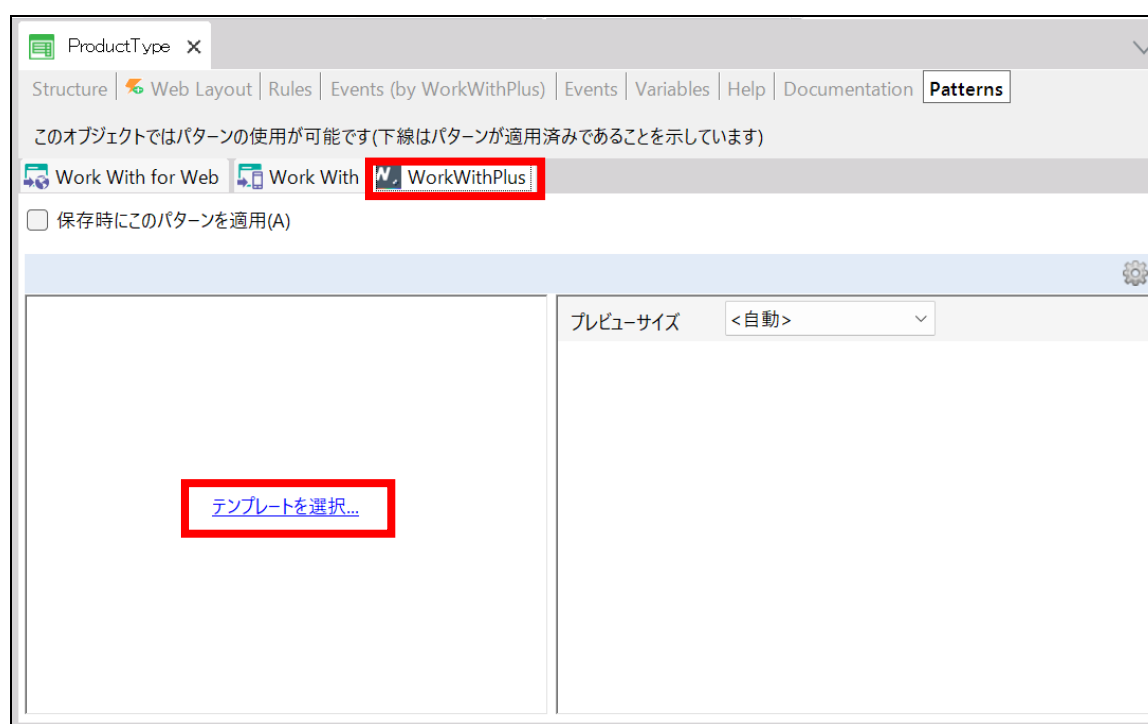 ProductType
Structure Web Layout Rules Events (by WorkWithPlus) Events Variables Help Documentation Patterns
このオブジェクトではパターンの使用が可能です(下線はパターンが適用済みであることを示しています)
Work With for Web Work With WorkWithPlus
保存時にこのパターンを適用(A)
プレビューサイズ <自動>
テンプレートを選択...